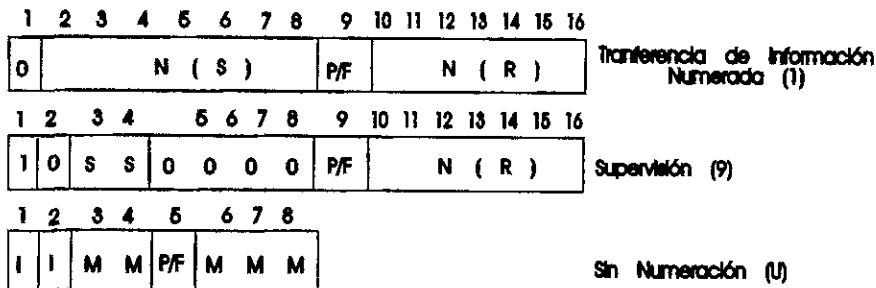 1 2 3 4 5 6 7 8 9 10 11 12 13 14 15 16
0 N ( S ) P/F N ( R ) Tranferencia de Información
Numerada (1)
1 2 3 4 5 6 7 8 9 10 11 12 13 14 15 16
1 0 S S 0 0 0 0 P/F N ( R ) Supervisión (9)
1 2 3 4 5 6 7 8
I I M M P/F M M M Sin Numeración (U)